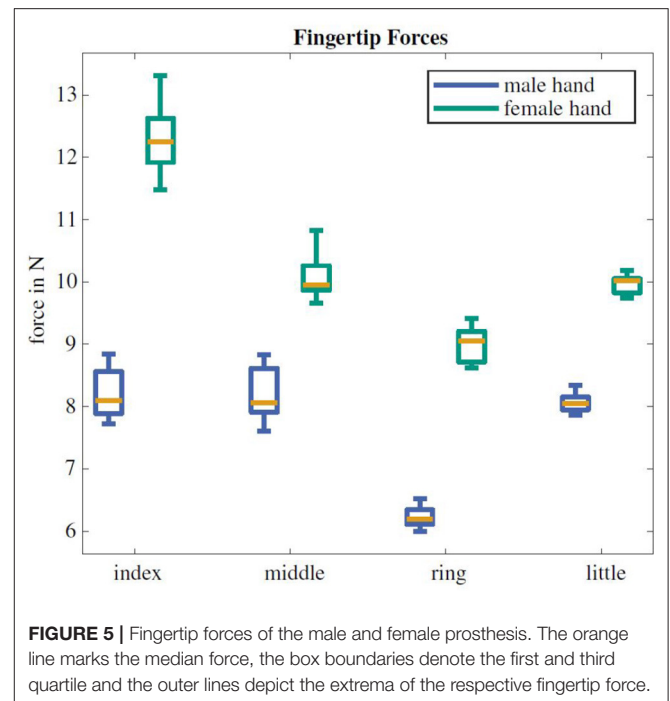 Fingertip Forces
male hand
female hand
force in N
13
12
11
10
9
8
7
6
index middle ring little
FIGURE 5 | Fingertip forces of the male and female prosthesis. The orange
line marks the median force, the box boundaries denote the first and third
quartile and the outer lines depict the extrema of the respective fingertip force.